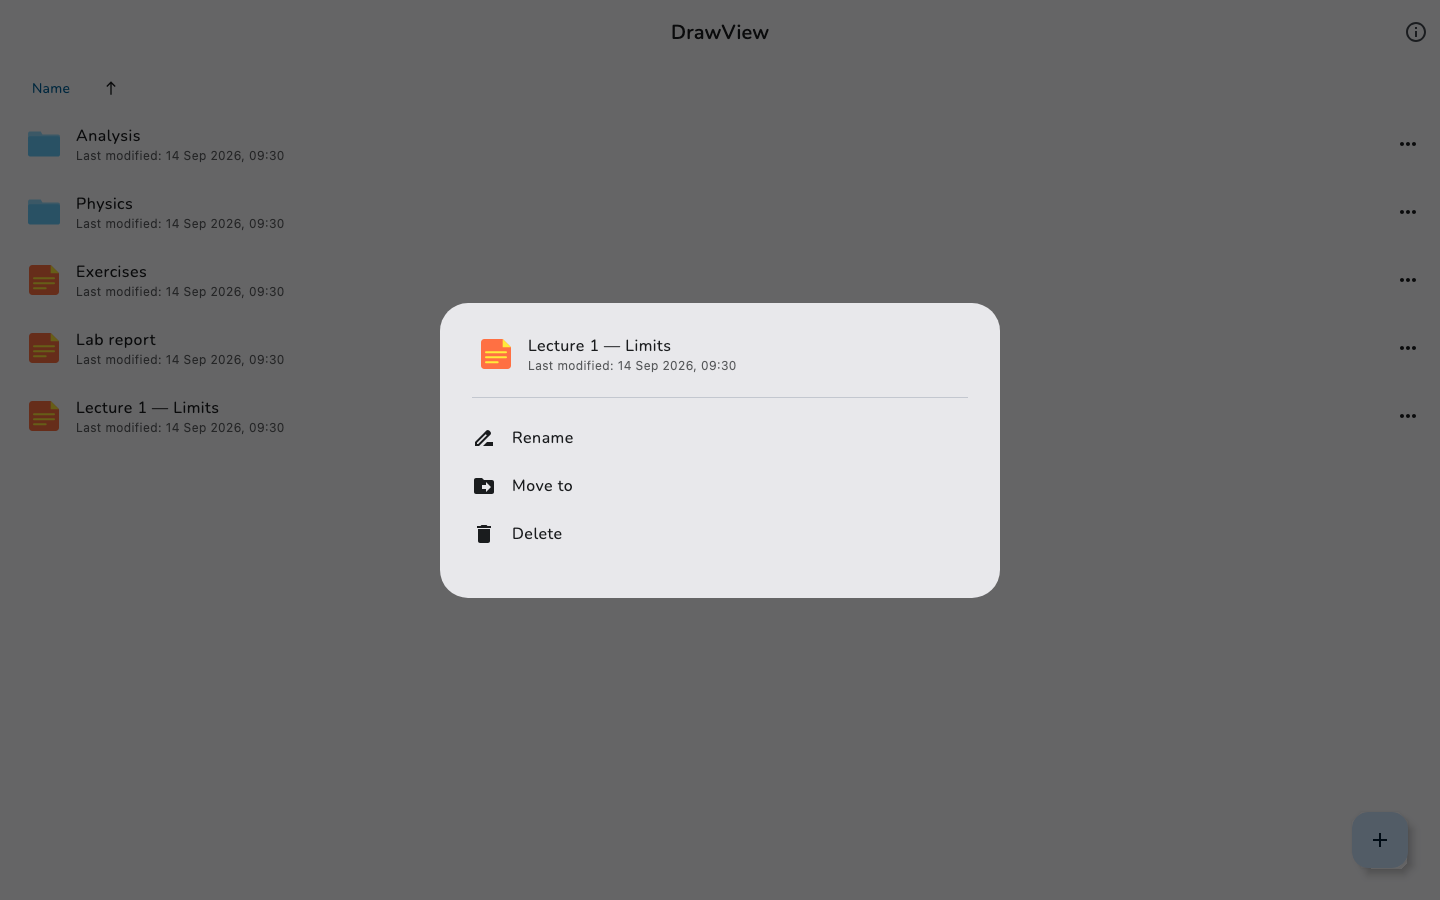 DrawView
Name
Analysis
Last modified: 14 Sep 2026, 09:30
Physics
Last modified: 14 Sep 2026, 09:30
Exercises
Last modified: 14 Sep 2026, 09:30
Lab report
Last modified: 14 Sep 2026, 09:30
Lecture 1 — Limits
Last modified: 14 Sep 2026, 09:30
Lecture 1 — Limits
Last modified: 14 Sep 2026, 09:30
Rename
Move to
Delete